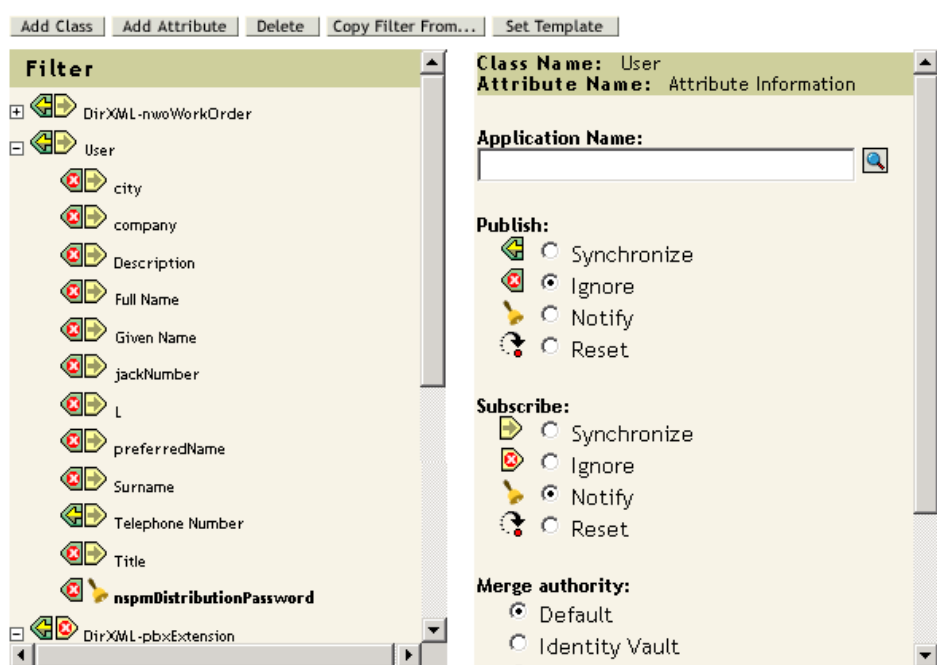 Add Class
Add Attribute
Delete
Copy Filter From...
Set Template
Filter
DirXML-nwoWorkOrder
User
city
company
Description
Full Name
Given Name
jackNumber
L
preferredName
Surname
Telephone Number
Title
nspmDistributionPassword
DirXML-pbxExtension
Class Name: User
Attribute Name: Attribute Information
Application Name:
Publish:
Synchronize
Ignore
Notify
Reset
Subscribe:
Synchronize
Ignore
Notify
Reset
Merge authority:
Default
Identity Vault